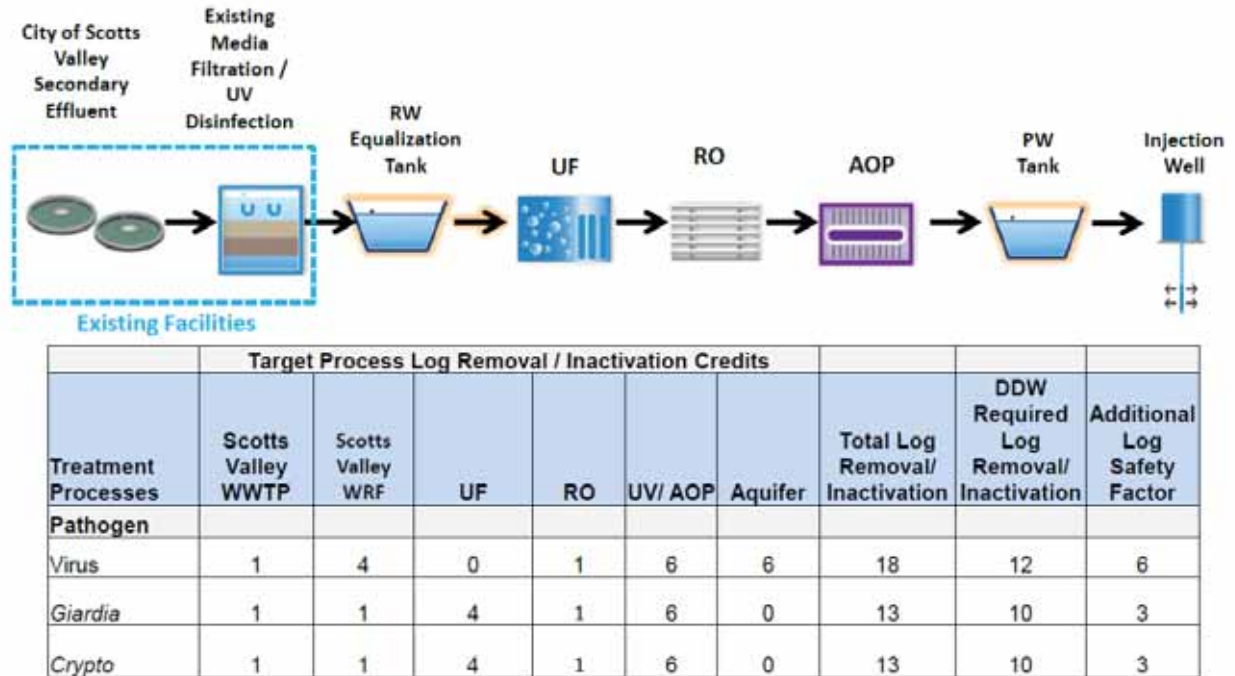 City of Scotts
Valley
Secondary
Effluent
Existing
Media
Filtration /
UV
Disinfection
RW
Equalization
Tank
UF
RO
AOP
PW
Tank
Injection
Well
Existing Facilities
Target Process Log Removal / Inactivation Credits
Treatment
Processes
Scotts
Valley
WWTP
Scotts
Valley
WRF
UF
RO
UV/ AOP
Aquifer
Total Log
Removal/
Inactivation
DDW
Required
Log
Removal/
Inactivation
Additional
Log
Safety
Factor
Pathogen
Virus 1 4 0 1 6 6 18 12 6
Giardia 1 1 4 1 6 0 13 10 3
Crypto 1 1 4 1 6 0 13 10 3